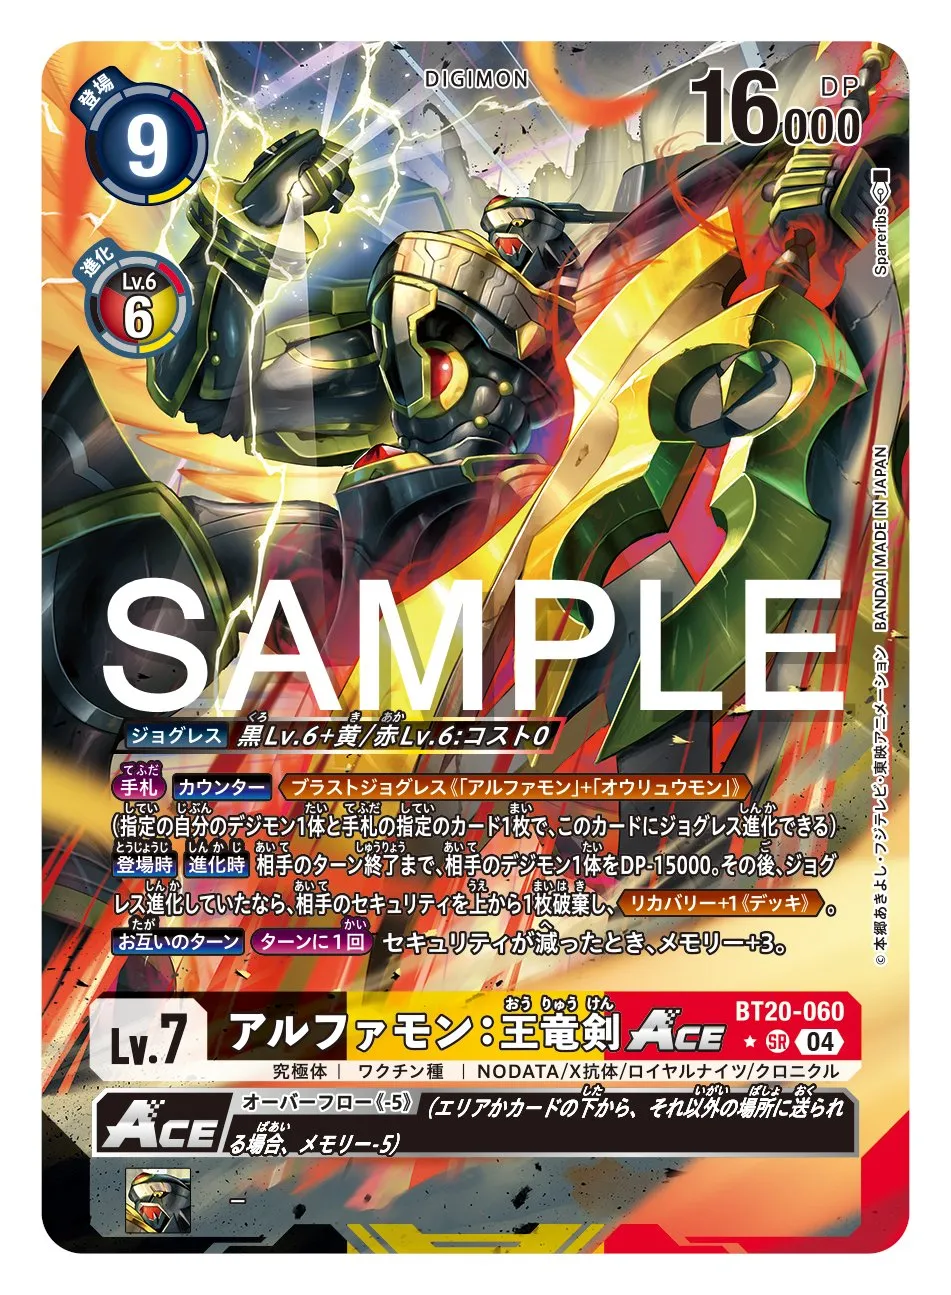 登場
9
DIGIMON
16000
DP
進化
Lv.6
6
Spareribs
BANDAI MADE IN JAPAN
©本郷あきよし・フジテレビ・東映アニメーション
SAMPLE
ジョグレス 黒Lv.6+黄/赤Lv.6:コスト0
手札 カウンター ブラストジョグレス《「アルファモン」+「オウリュウモン」》
(指定の自分のデジモン1体と手札の指定のカード1枚で、このカードにジョグレス進化できる)
登場時 進化時 相手のターン終了まで、相手のデジモン1体をDP-15000。その後、ジョグ
レス進化していたなら、相手のセキュリティを上から1枚破棄し、リカバリー+1《デッキ》。
お互いのターン ターンに1回 セキュリティが減ったとき、メモリー+3。
Lv.7
アルファモン:王竜剣 ACE
BT20-060
SR 04
究極体 | ワクチン種 | NODATA/X抗体/ロイヤルナイツ/クロニクル
ACE オーバーフロー《-5》 (エリアかカードの下から、それ以外の場所に送られ
る場合、メモリー-5)
–